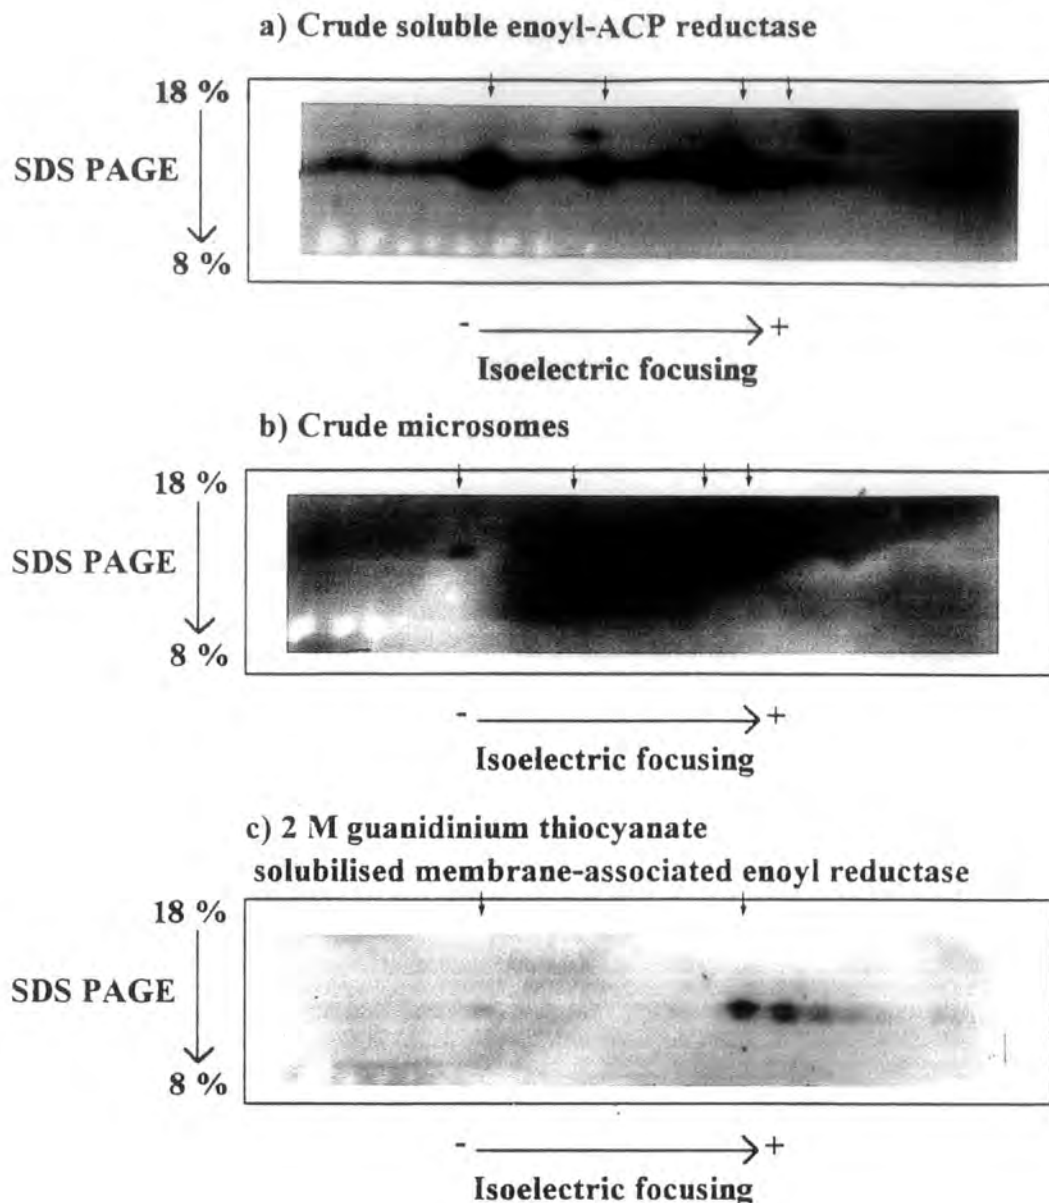 a) Crude soluble enoyl-ACP reductase
18 %
SDS PAGE
8 %
- +
Isoelectric focusing
b) Crude microsomes
18 %
SDS PAGE
8 %
- +
Isoelectric focusing
c) 2 M guanidinium thiocyanate
solubilised membrane-associated enoyl reductase
18 %
SDS PAGE
8 %
- +
Isoelectric focusing